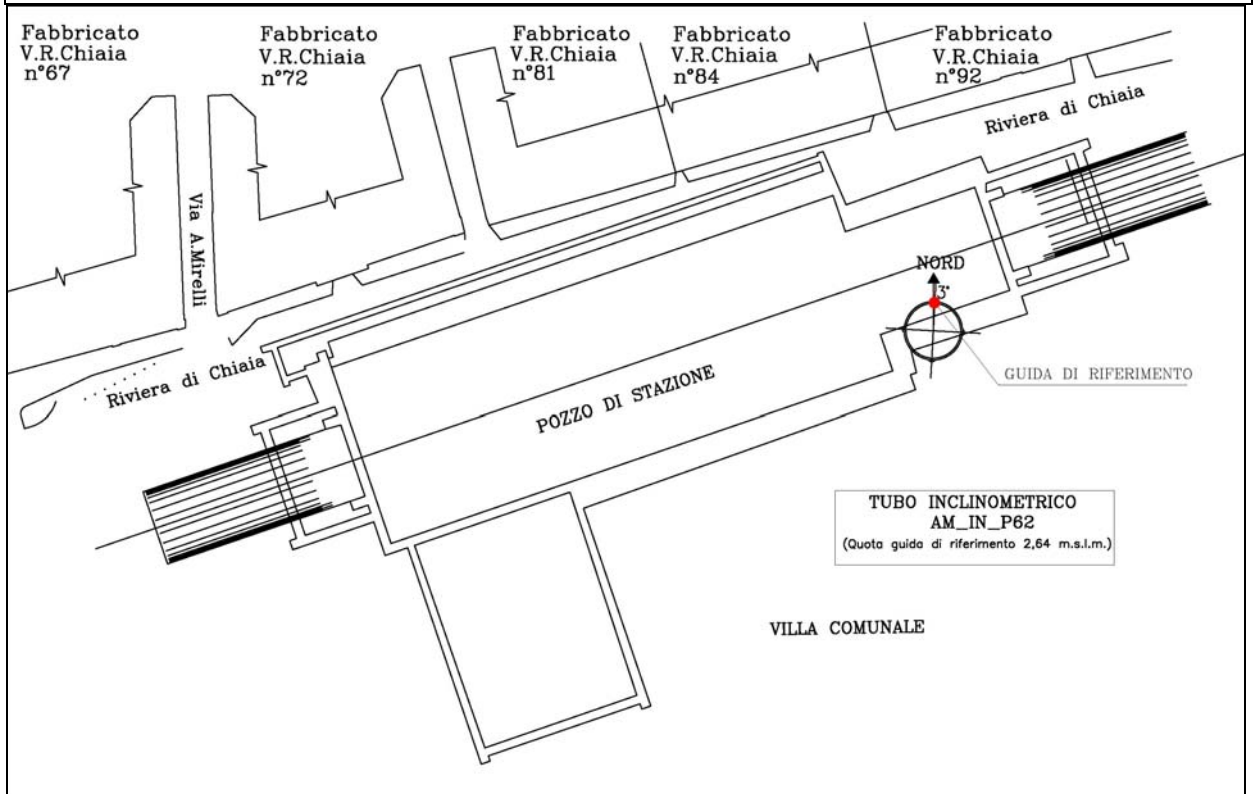 Fabbricato
V.R.Chiaia
n°67
Fabbricato
V.R.Chiaia
n°72
Fabbricato
V.R.Chiaia
n°81
Fabbricato
V.R.Chiaia
n°84
Fabbricato
V.R.Chiaia
n°92
Riviera di Chiaia
Via A.Mirelli
NORD
3°
Riviera di Chiaia
GUIDA DI RIFERIMENTO
POZZO DI STAZIONE
TUBO INCLINOMETRICO
AM_IN_P62
(Quota guida di riferimento 2,64 m.s.l.m.)
VILLA COMUNALE